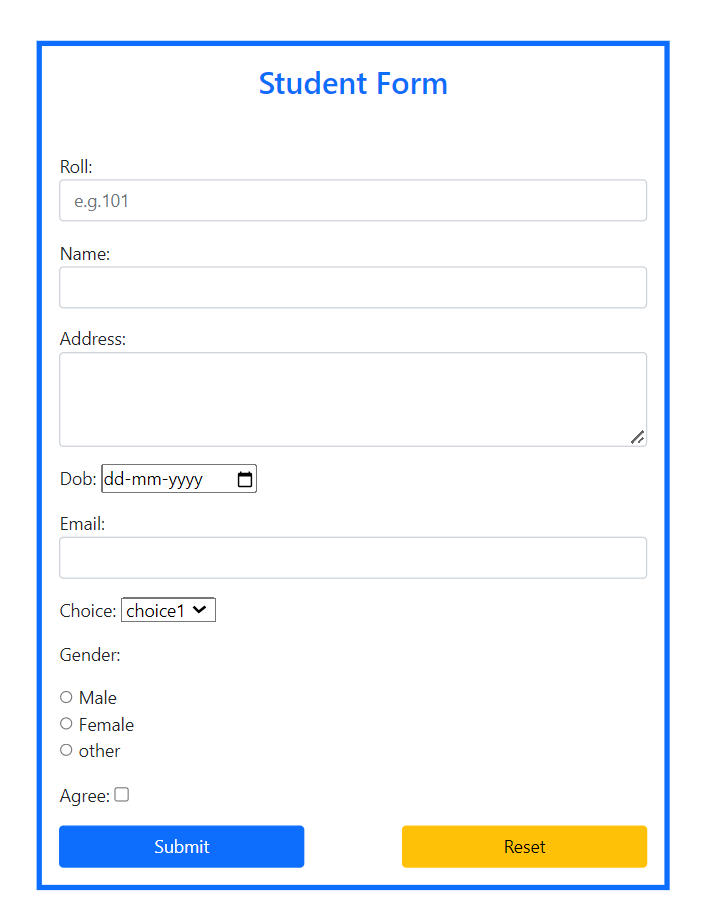 Student Form
Roll:
e.g.101
Name:
Address:
Dob: dd-mm-yyyy
Email:
Choice: choice1
Gender:
Male
Female
other
Agree:
Submit Reset